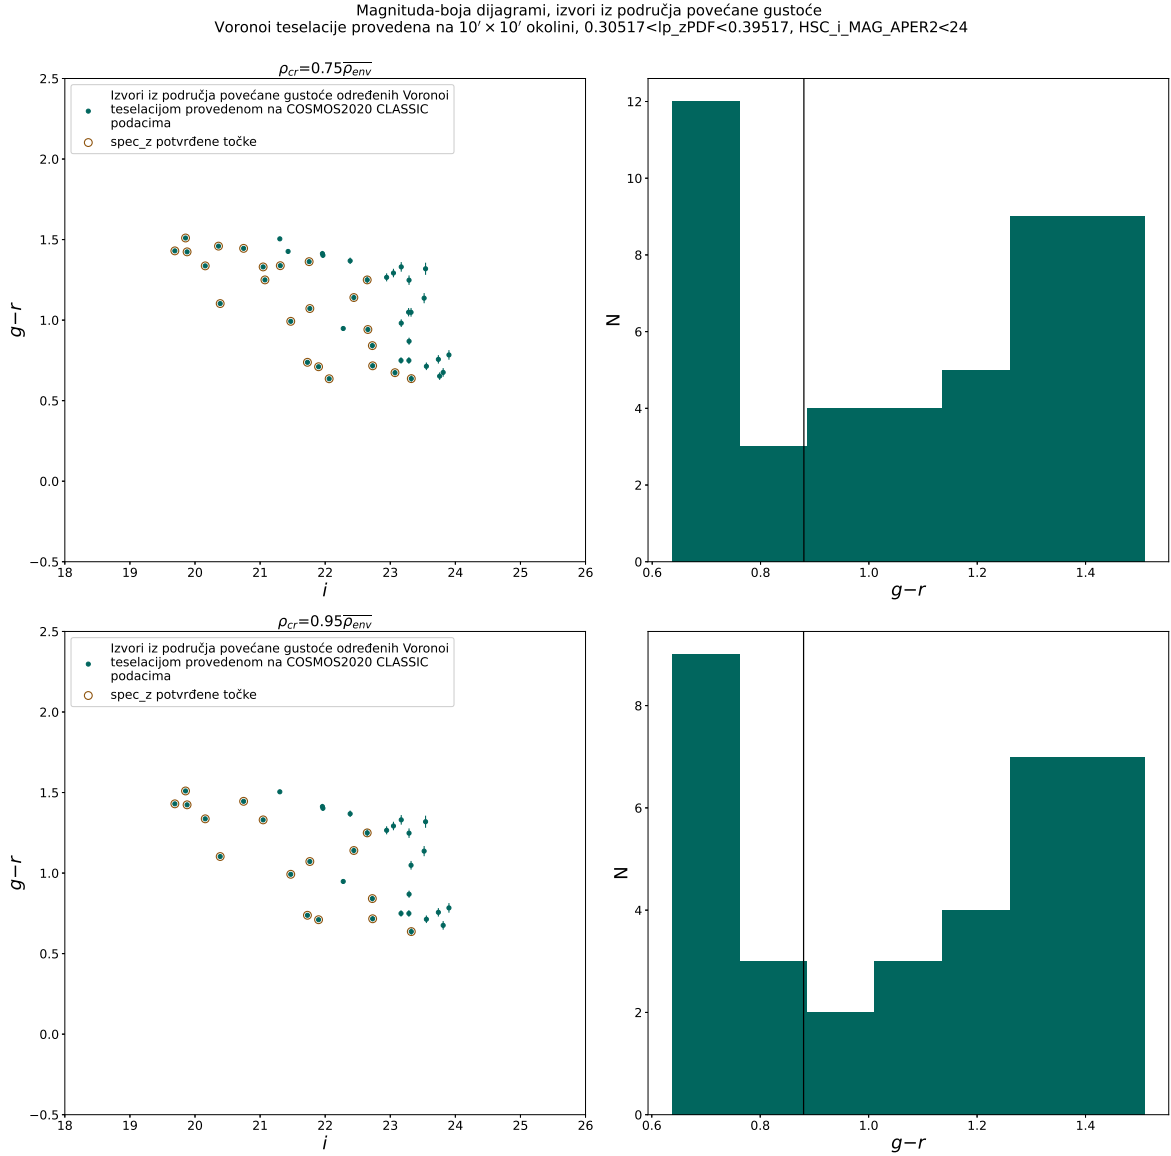 Magnituda-boja dijagrami, izvori iz područja povećane gustoće
Voronoi teselacije provedena na 10′ × 10′ okolini, 0.30517<lp_zPDF<0.39517, HSC_i_MAG_APER2<24
ρcr=0.75ρenv
2.5
2.0
1.5
1.0
0.5
0.0
−0.5
g−r
Izvori iz područja povećane gustoće određenih Voronoi
teselacijom provedenom na COSMOS2020 CLASSIC
podacima
spec_z potvrđene točke
18 19 20 21 22 23 24 25 26
i
12
10
8
6
4
2
0
N
0.6 0.8 1.0 1.2 1.4
g−r
ρcr=0.95ρenv
2.5
2.0
1.5
1.0
0.5
0.0
−0.5
g−r
Izvori iz područja povećane gustoće određenih Voronoi
teselacijom provedenom na COSMOS2020 CLASSIC
podacima
spec_z potvrđene točke
18 19 20 21 22 23 24 25 26
i
8
6
4
2
0
N
0.6 0.8 1.0 1.2 1.4
g−r